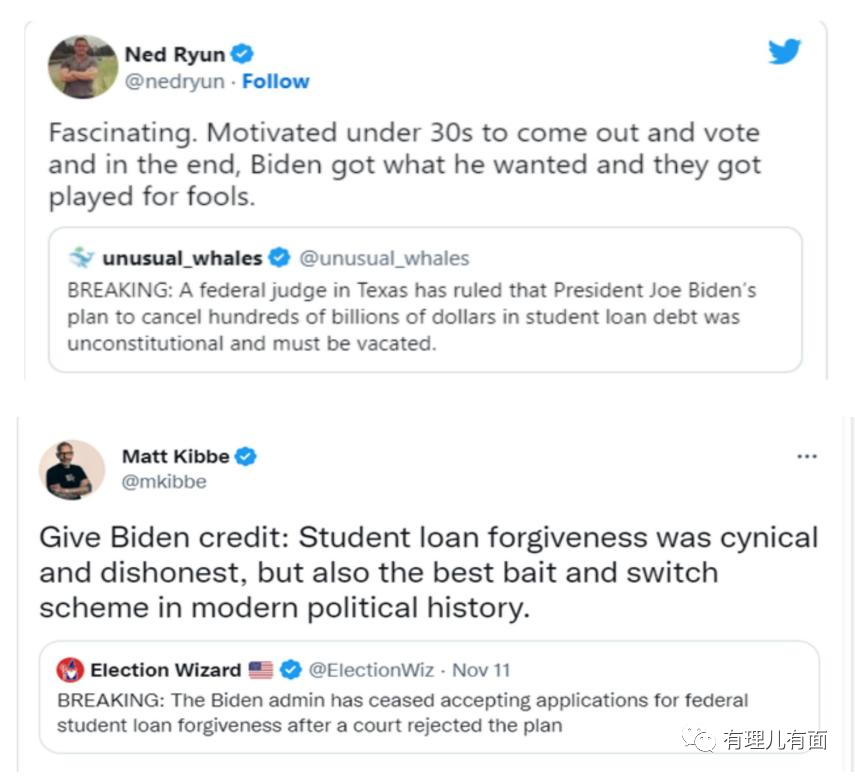 Ned Ryun
@nedryun · Follow
Fascinating. Motivated under 30s to come out and vote
and in the end, Biden got what he wanted and they got
played for fools.
unusual_whales @unusual_whales
BREAKING: A federal judge in Texas has ruled that President Joe Biden's
plan to cancel hundreds of billions of dollars in student loan debt was
unconstitutional and must be vacated.
Matt Kibbe
@mkibbe
Give Biden credit: Student loan forgiveness was cynical
and dishonest, but also the best bait and switch
scheme in modern political history.
Election Wizard 🇺🇸 @ElectionWiz · Nov 11
BREAKING: The Biden admin has ceased accepting applications for federal
student loan forgiveness after a court rejected the plan
有理儿有面